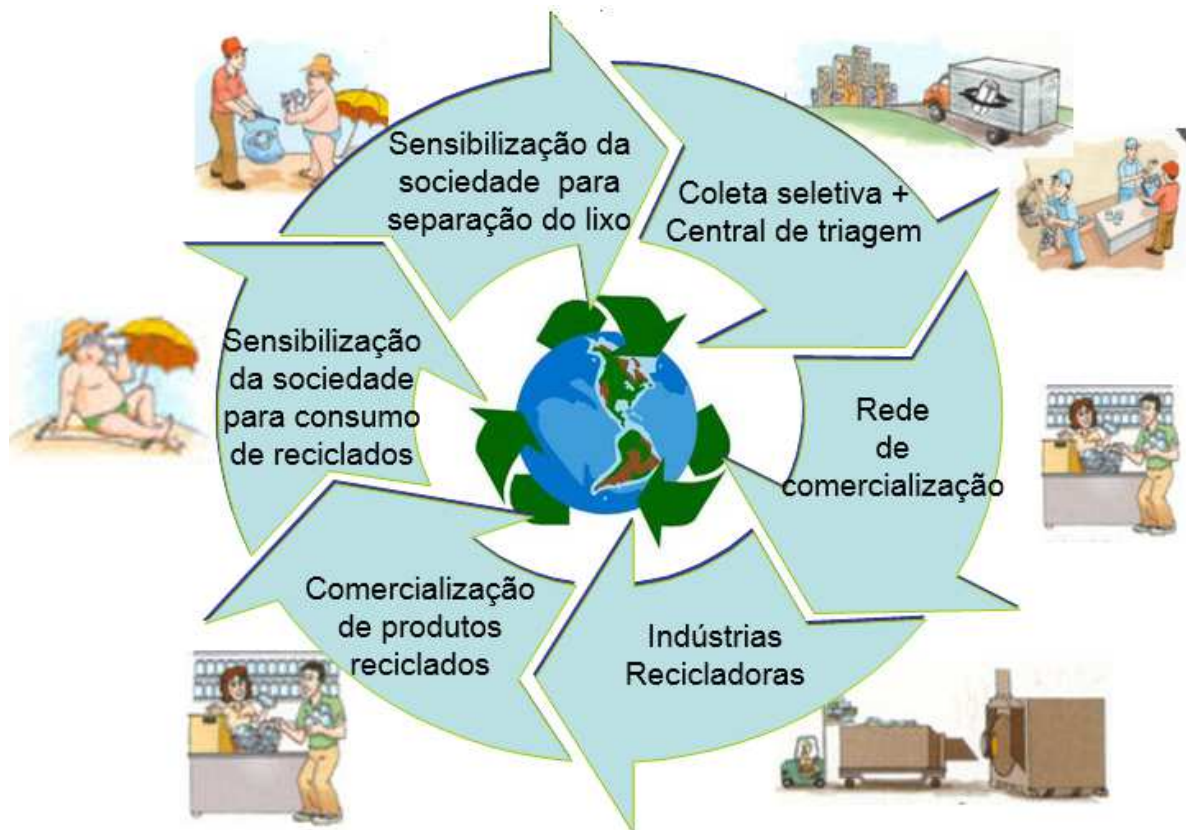 Sensibilização da
sociedade para
separação do lixo
Coleta seletiva +
Central de triagem
Rede
de
comercialização
Indústrias
Recicladoras
Comercialização
de produtos
reciclados
Sensibilização
da sociedade
para consumo
de reciclados